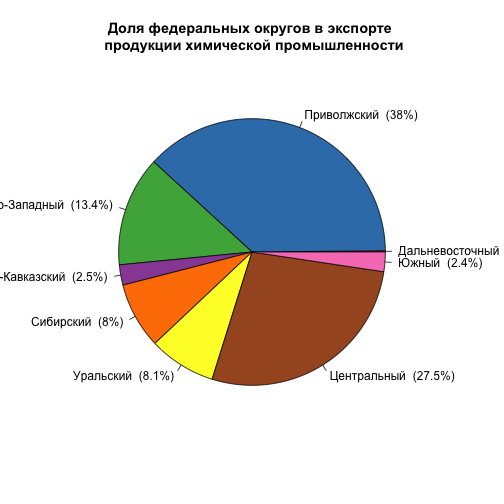 Доля федеральных округов в экспорте
продукции химической промышленности
Приволжский (38%)
о-Западный (13.4%)
Дальневосточный
Южный (2.4%)
-Кавказский (2.5%)
Сибирский (8%)
Уральский (8.1%)
Центральный (27.5%)